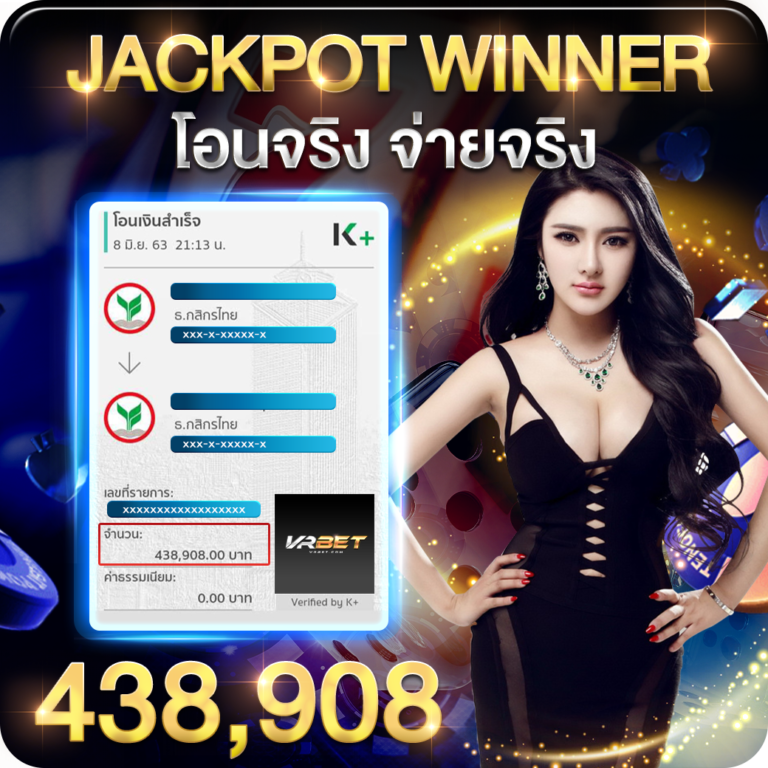 JACKPOT WINNER
โอนจริง จ่ายจริง
โอนเงินสำเร็จ
8 มิ.ย. 63 21:13 น.
K+
ธ.กสิกรไทย
xxx-x-xxxxx-x
ธ.กสิกรไทย
xxx-x-xxxxx-x
เลขที่รายการ:
xxxxxxxxxxxxxxxxxx
จำนวน:
438,908.00 บาท
ค่าธรรมเนียม:
0.00 บาท
VRBET
VRBET.COM
Verified by K+
438,908